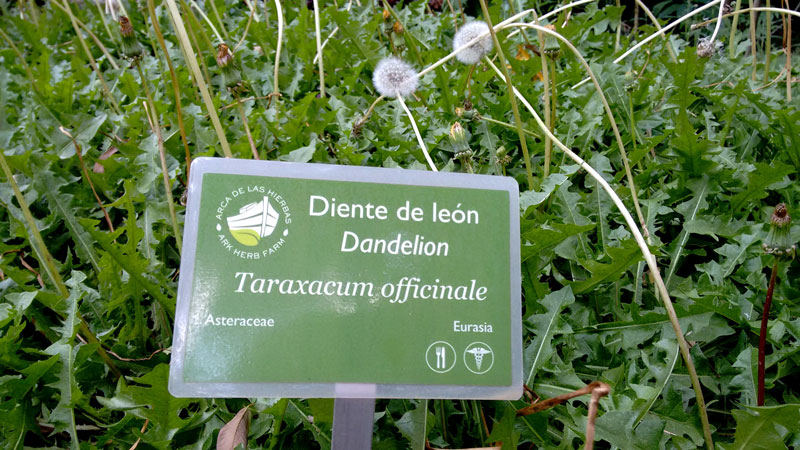 ARCA DE LAS HIERBAS
ARK HERB FARM
Diente de león
Dandelion
Taraxacum officinale
Asteraceae
Eurasia